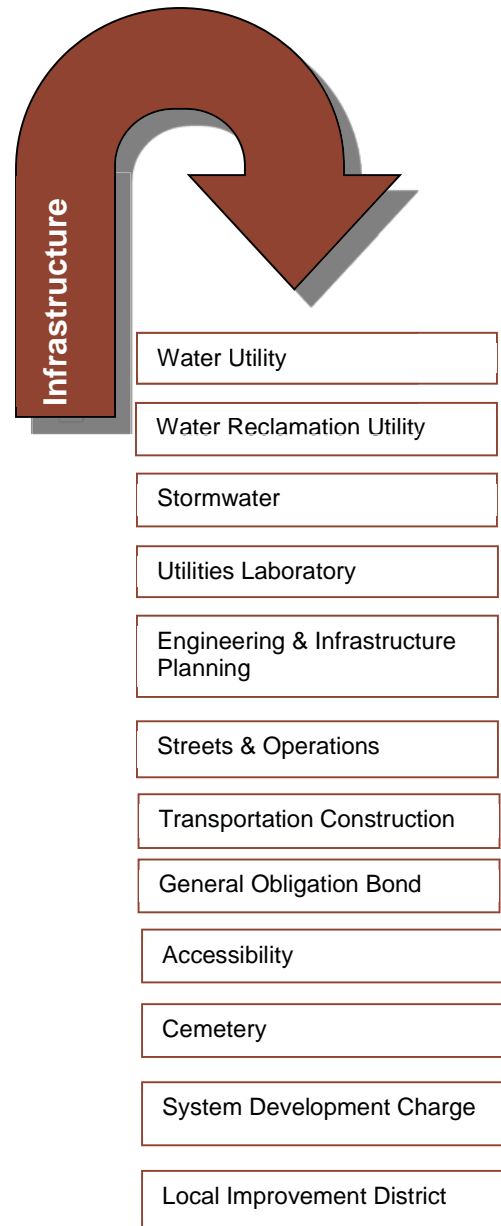 Infrastructure
Water Utility
Water Reclamation Utility
Stormwater
Utilities Laboratory
Engineering & Infrastructure
Planning
Streets & Operations
Transportation Construction
General Obligation Bond
Accessibility
Cemetery
System Development Charge
Local Improvement District